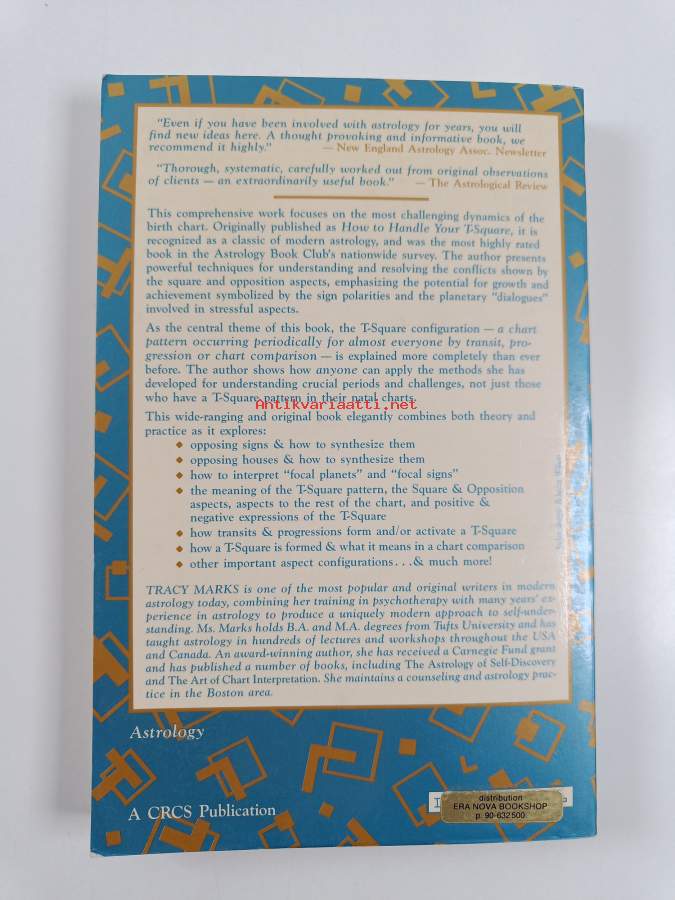 "Even if you have been involved with astrology for years, you will
find new ideas here. A thought provoking and informative book, we
recommend it highly." — New England Astrology Assoc. Newsletter
"Thorough, systematic, carefully worked out from original observations
of clients — an extraordinarily useful book." — The Astrological Review
This comprehensive work focuses on the most challenging dynamics of the
birth chart. Originally published as How to Handle Your T-Square, it is
recognized as a classic of modern astrology, and was the most highly rated
book in the Astrology Book Club's nationwide survey. The author presents
powerful techniques for understanding and resolving the conflicts shown by
the square and opposition aspects, emphasizing the potential for growth and
achievement symbolized by the sign polarities and the planetary "dialogues"
involved in stressful aspects.
As the central theme of this book, the T-Square configuration — a chart
pattern occurring periodically for almost everyone by transit, pro-
gression or chart comparison — is explained more completely than ever
before. The author shows how anyone can apply the methods she has
developed for understanding crucial periods and challenges, not just those
who have a T-Square pattern in their natal charts.
Antikvariaatti.net
This wide-ranging and original book elegantly combines both theory and
practice as it explores:
◆ opposing signs & how to synthesize them
◆ opposing houses & how to synthesize them
◆ how to interpret "focal planets" and "focal signs"
◆ the meaning of the T-Square pattern, the Square & Opposition
aspects, aspects to the rest of the chart, and positive &
negative expressions of the T-Square
◆ how transits & progressions form and/or activate a T-Square
◆ how a T-Square is formed & what it means in a chart comparison
◆ other important aspect configurations . . . & much more!
TRACY MARKS is one of the most popular and original writers in modern
astrology today, combining her training in psychotherapy with many years' ex-
perience in astrology to produce a uniquely modern approach to self-under-
standing. Ms. Marks holds B.A. and M.A. degrees from Tufts University and has
taught astrology in hundreds of lectures and workshops throughout the USA
and Canada. An award-winning author, she has received a Carnegie Fund grant
and has published a number of books, including The Astrology of Self-Discovery
and The Art of Chart Interpretation. She maintains a counseling and astrology prac-
tice in the Boston area.
Astrology
A CRCS Publication
distribution
ERA NOVA BOOKSHOP
p. 90-632500